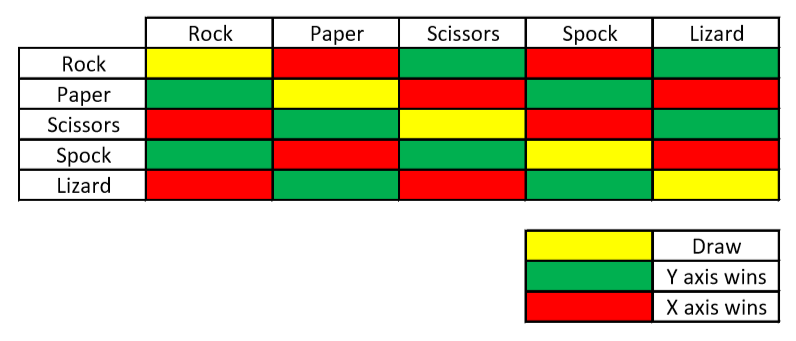 Rock Paper Scissors Spock Lizard
Rock
Paper
Scissors
Spock
Lizard
Draw
Y axis wins
X axis wins